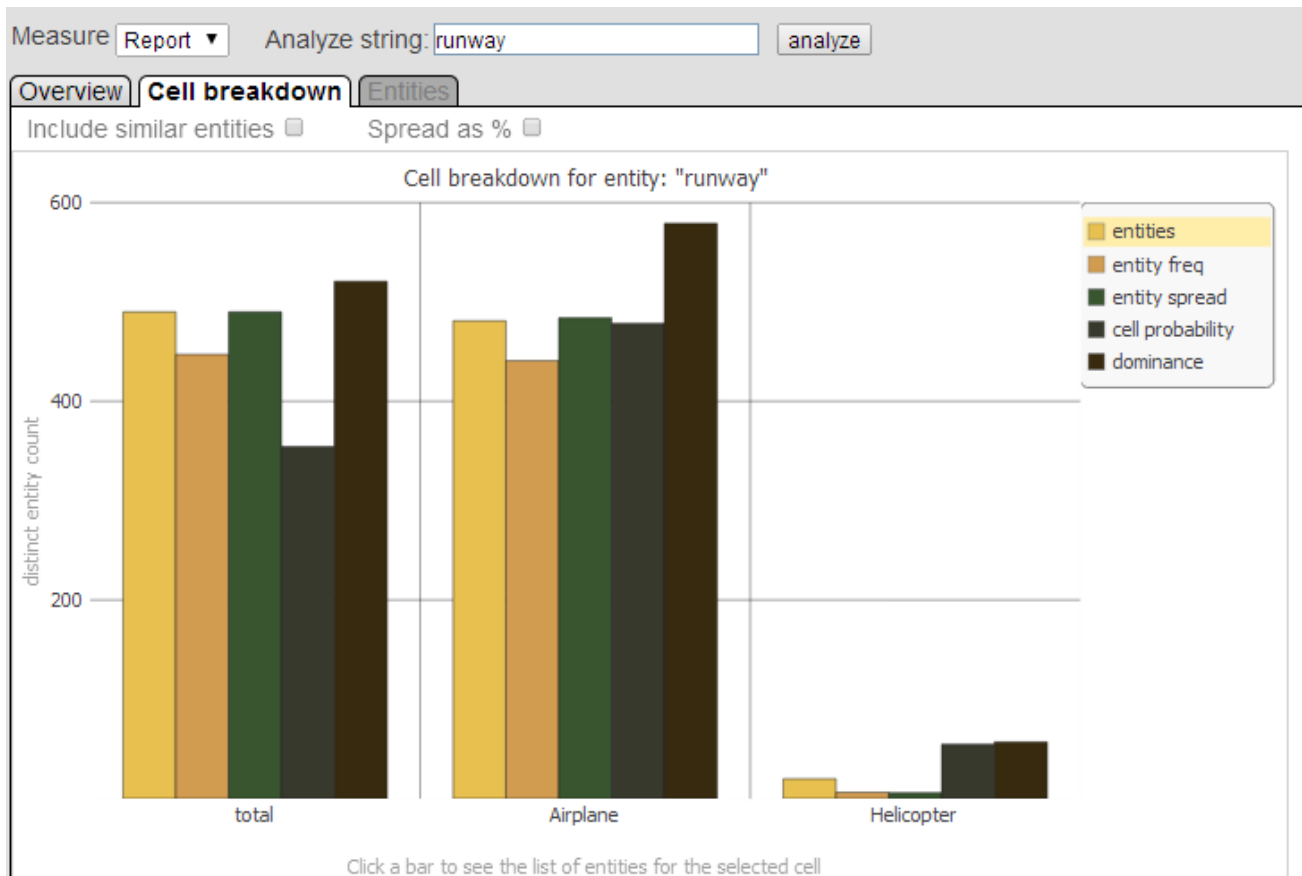 Measure Report ▼ Analyze string: runway analyze
Overview Cell breakdown Entities
Include similar entities Spread as %
Cell breakdown for entity: "runway"
600
400
200
distinct entity count
entities
entity freq
entity spread
cell probability
dominance
total Airplane Helicopter
Click a bar to see the list of entities for the selected cell